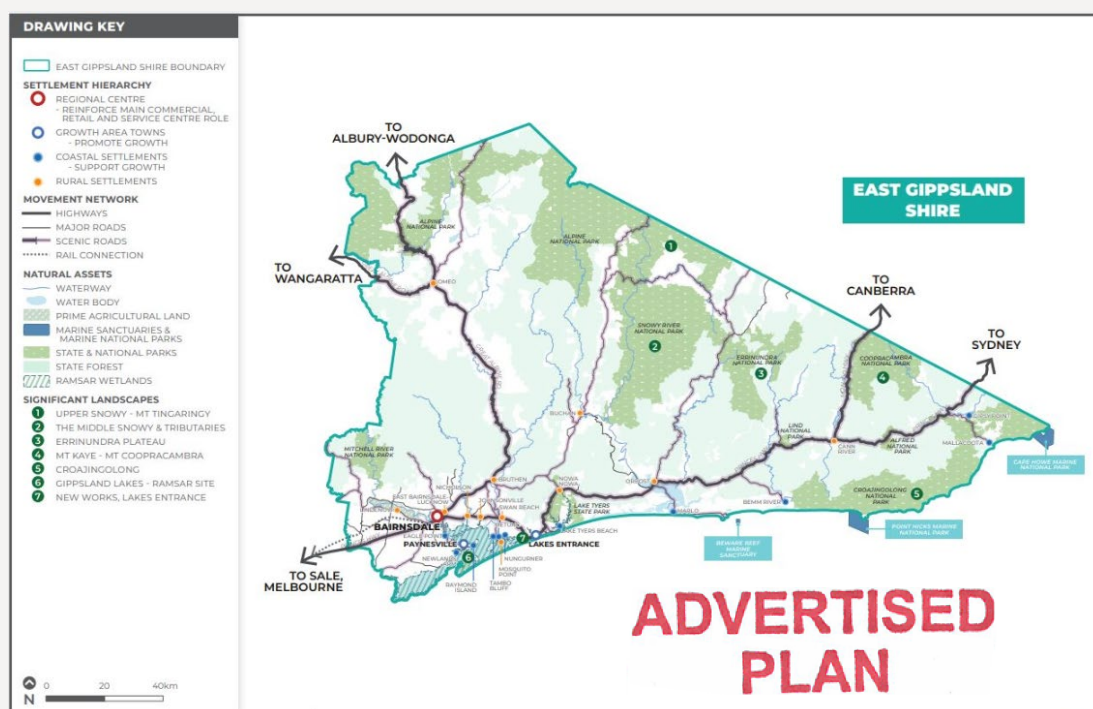 DRAWING KEY
EAST GIPPSLAND SHIRE BOUNDARY
SETTLEMENT HIERARCHY
REGIONAL CENTRE
- REINFORCE MAIN COMMERCIAL,
RETAIL AND SERVICE CENTRE ROLE
GROWTH AREA TOWNS
- PROMOTE GROWTH
COASTAL SETTLEMENTS
- SUPPORT GROWTH
RURAL SETTLEMENTS
MOVEMENT NETWORK
HIGHWAYS
MAJOR ROADS
SCENIC ROADS
RAIL CONNECTION
NATURAL ASSETS
WATERWAY
WATER BODY
PRIME AGRICULTURAL LAND
MARINE SANCTUARIES &
MARINE NATIONAL PARKS
STATE & NATIONAL PARKS
STATE FOREST
RAMSAR WETLANDS
SIGNIFICANT LANDSCAPES
1 UPPER SNOWY - MT TINGARINGY
2 THE MIDDLE SNOWY & TRIBUTARIES
3 ERRINUNDRA PLATEAU
4 MT KAYE - MT COOPRACAMBRA
5 CROAJINGOLONG
6 GIPPSLAND LAKES - RAMSAR SITE
7 NEW WORKS, LAKES ENTRANCE
N
0 20 40km
TO
ALBURY-WODONGA
EAST GIPPSLAND
SHIRE
ALPINE
NATIONAL PARK
ALPINE
NATIONAL PARK
1
TO
WANGARATTA
OMEO
TO
CANBERRA
TO
SYDNEY
SNOWY RIVER
NATIONAL PARK
2
ERRINUNDRA
NATIONAL PARK
3
COOPRACAMBRA
NATIONAL PARK
4
BUCHAN
LIND
NATIONAL
PARK
CANN
RIVER
ALFRED
NATIONAL
PARK
MALLACOOTA
CAPE HOWE MARINE
NATIONAL PARK
MITCHELL RIVER
NATIONAL PARK
BRUTHEN
NOWA
NOWA
ORBOST
CROAJINGOLONG
NATIONAL
PARK
5
NICHOLSON
EAST BAIRNSDALE-
LUCKNOW
JOHNSONVILLE
SWAN REACH
LAKE TYERS
STATE PARK
MARLO
BEMM RIVER
BAIRNSDALE
EAGLE POINT
PAYNESVILLE
LAKE TYERS BEACH
7
LAKES ENTRANCE
POINT HICKS MARINE
NATIONAL PARK
BEWARE REEF
MARINE
SANCTUARY
NEWLANDS
6
NUNGURNER
MOSQUITO
POINT
TAMBO
BLUFF
RAYMOND
ISLAND
TO SALE,
MELBOURNE
ADVERTISED
PLAN